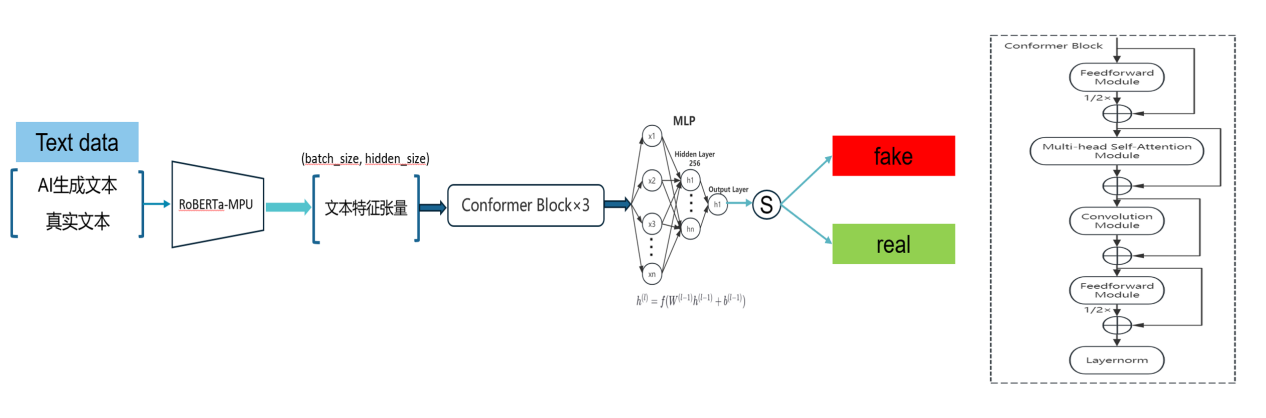 Text data
AI生成文本
真实文本
RoBERTa-MPU
(batch_size, hidden_size)
文本特征张量
Conformer Block×3
MLP
x1
x2
x3
xn
Hidden Layer
256
h1
hn
Output Layer
h1
h^{(l)} = f(W^{(l-1)}h^{(l-1)} + b^{(l-1)})
S
fake
real
Conformer Block
Feedforward
Module
1/2×
Multi-head Self-Attention
Module
Convolution
Module
Feedforward
Module
1/2×
Layernorm